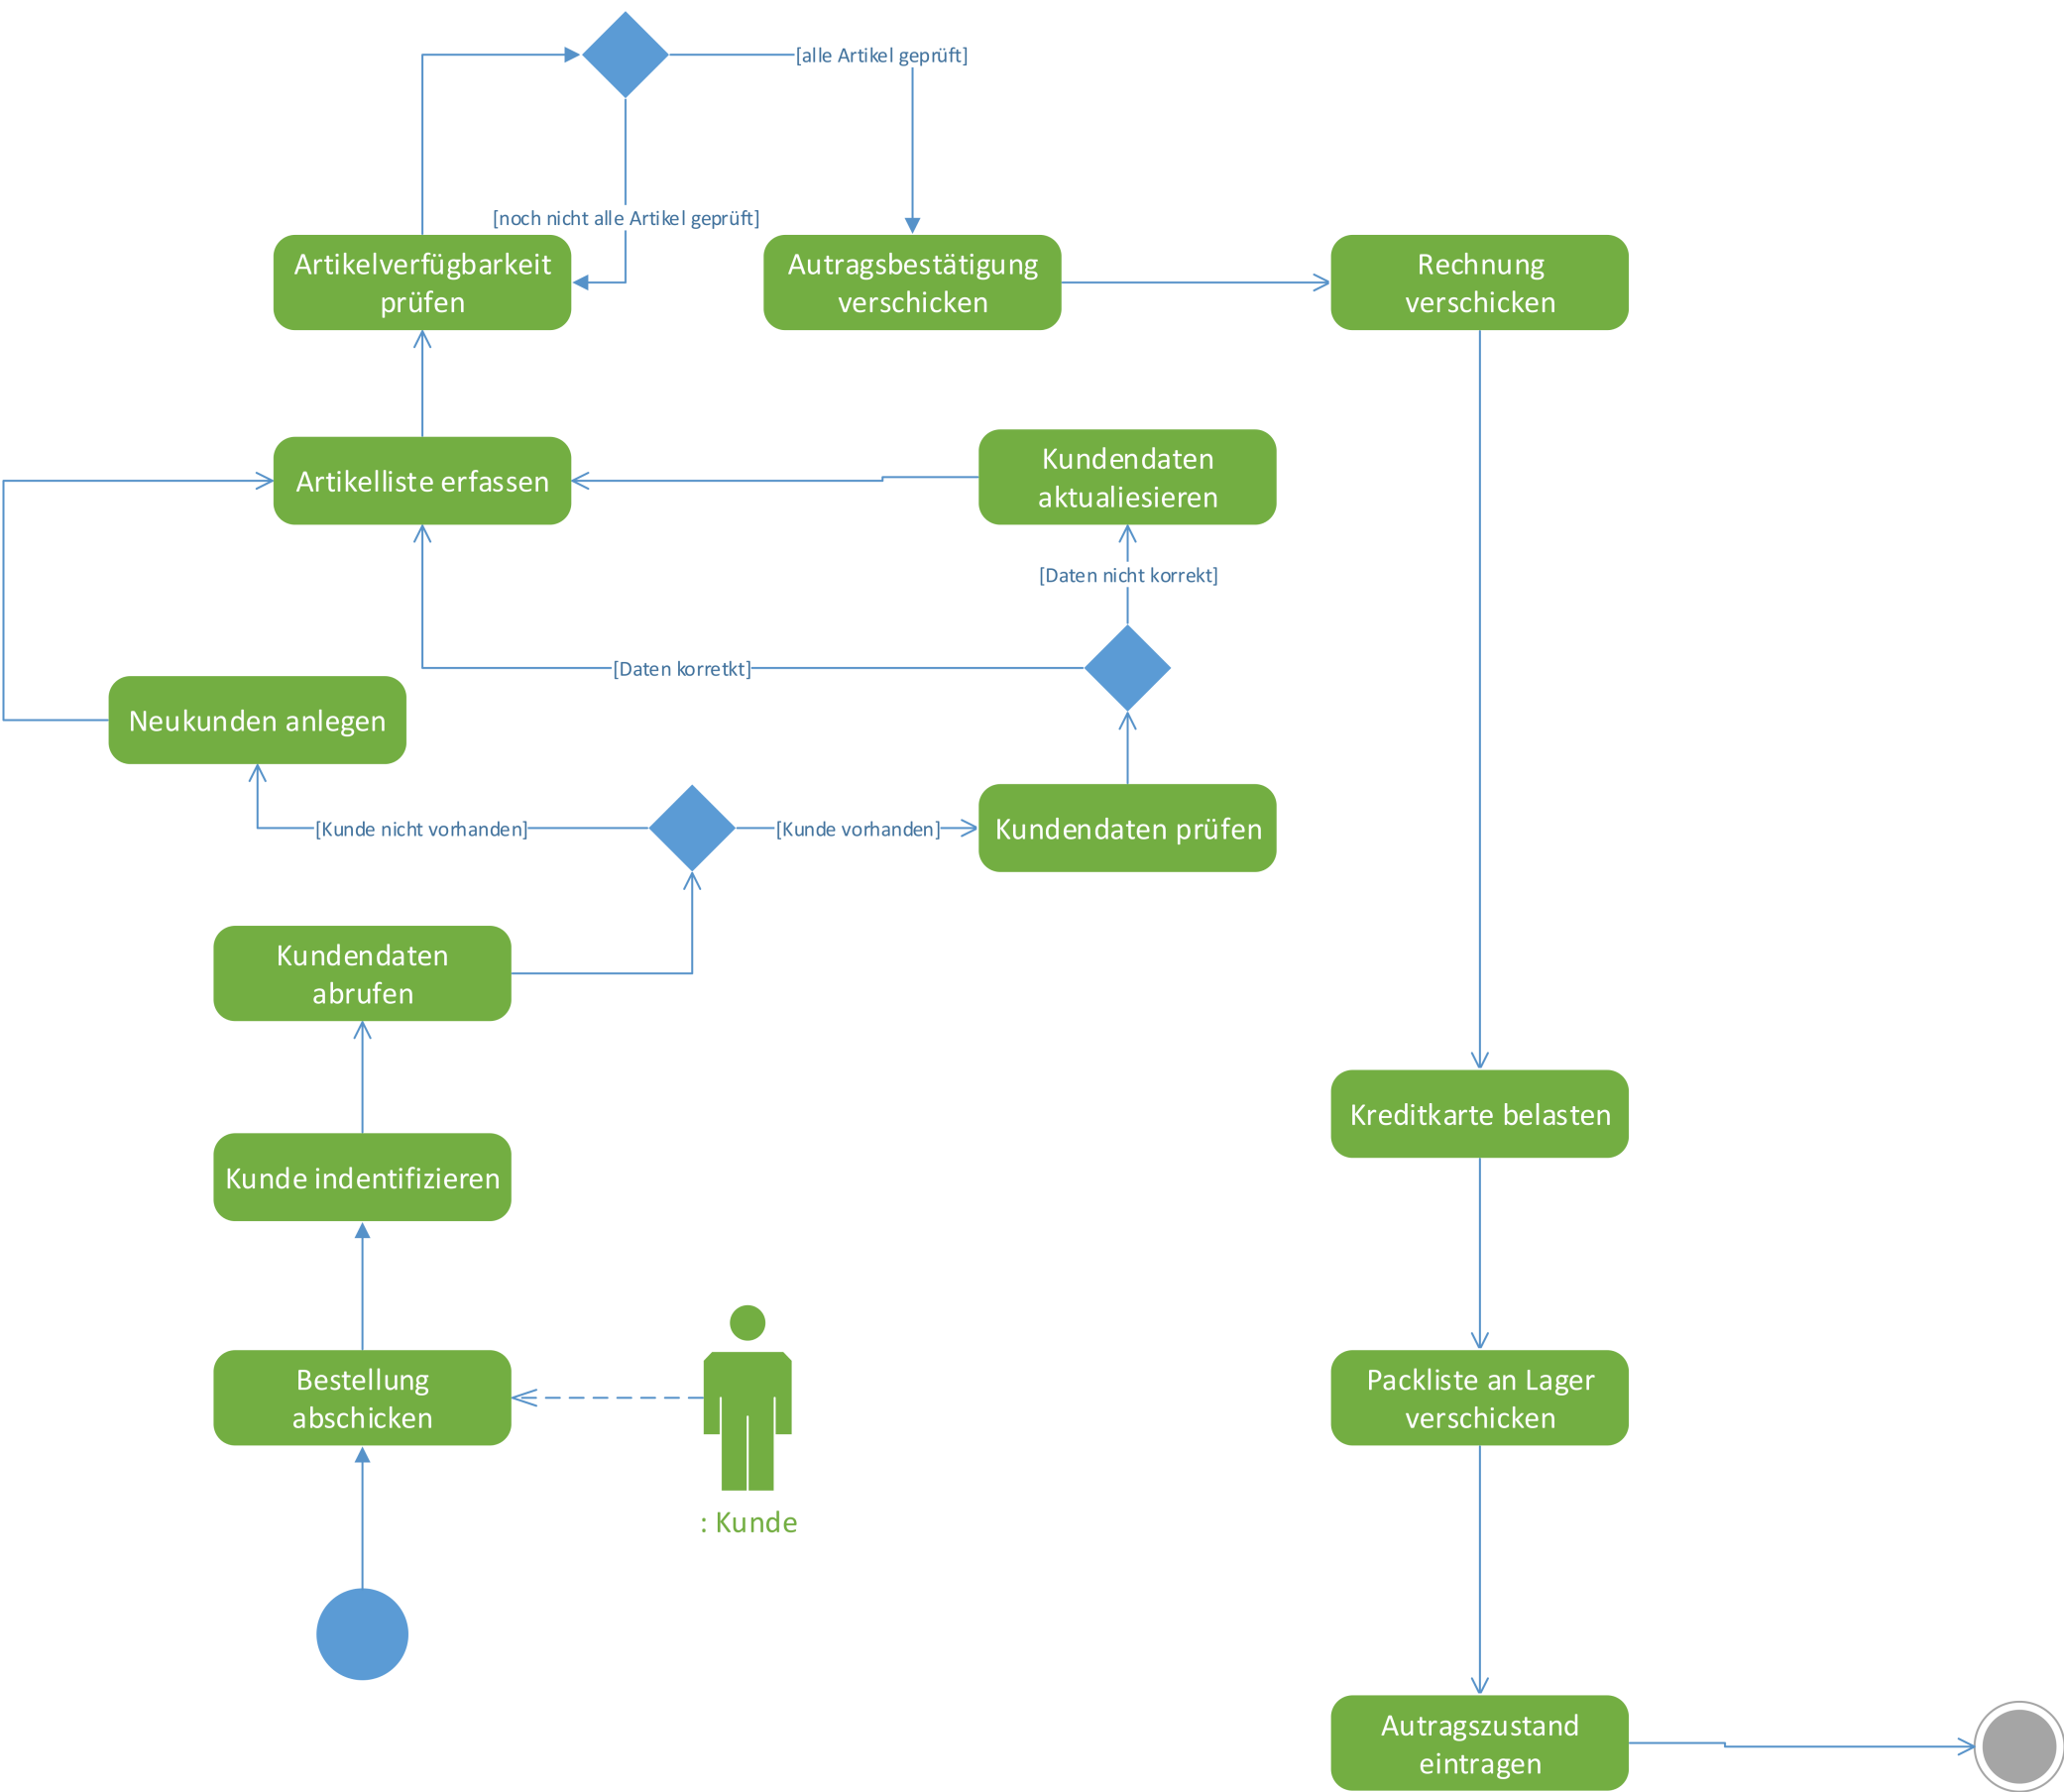 [alle Artikel geprüft]
[noch nicht alle Artikel geprüft]
Artikelverfügbarkeit
prüfen
Autragsbestätigung
verschicken
Rechnung
verschicken
Artikelliste erfassen
Kundendaten
aktualiesieren
[Daten nicht korrekt]
[Daten korretkt]
Neukunden anlegen
[Kunde nicht vorhanden]
[Kunde vorhanden]
Kundendaten prüfen
Kundendaten
abrufen
Kreditkarte belasten
Kunde indentifizieren
Bestellung
abschicken
: Kunde
Packliste an Lager
verschicken
Autragszustand
eintragen